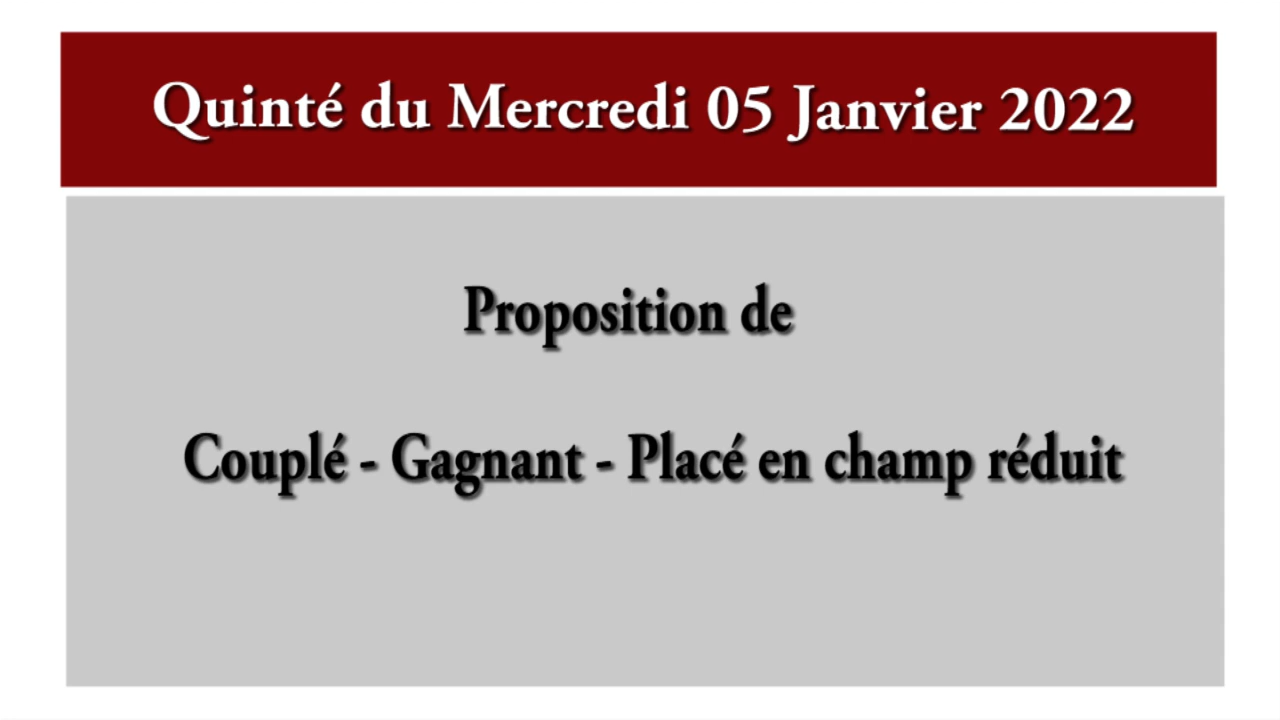 Quinté du Mercredi 05 Janvier 2022
Proposition de
Couplé - Gagnant - Placé en champ réduit